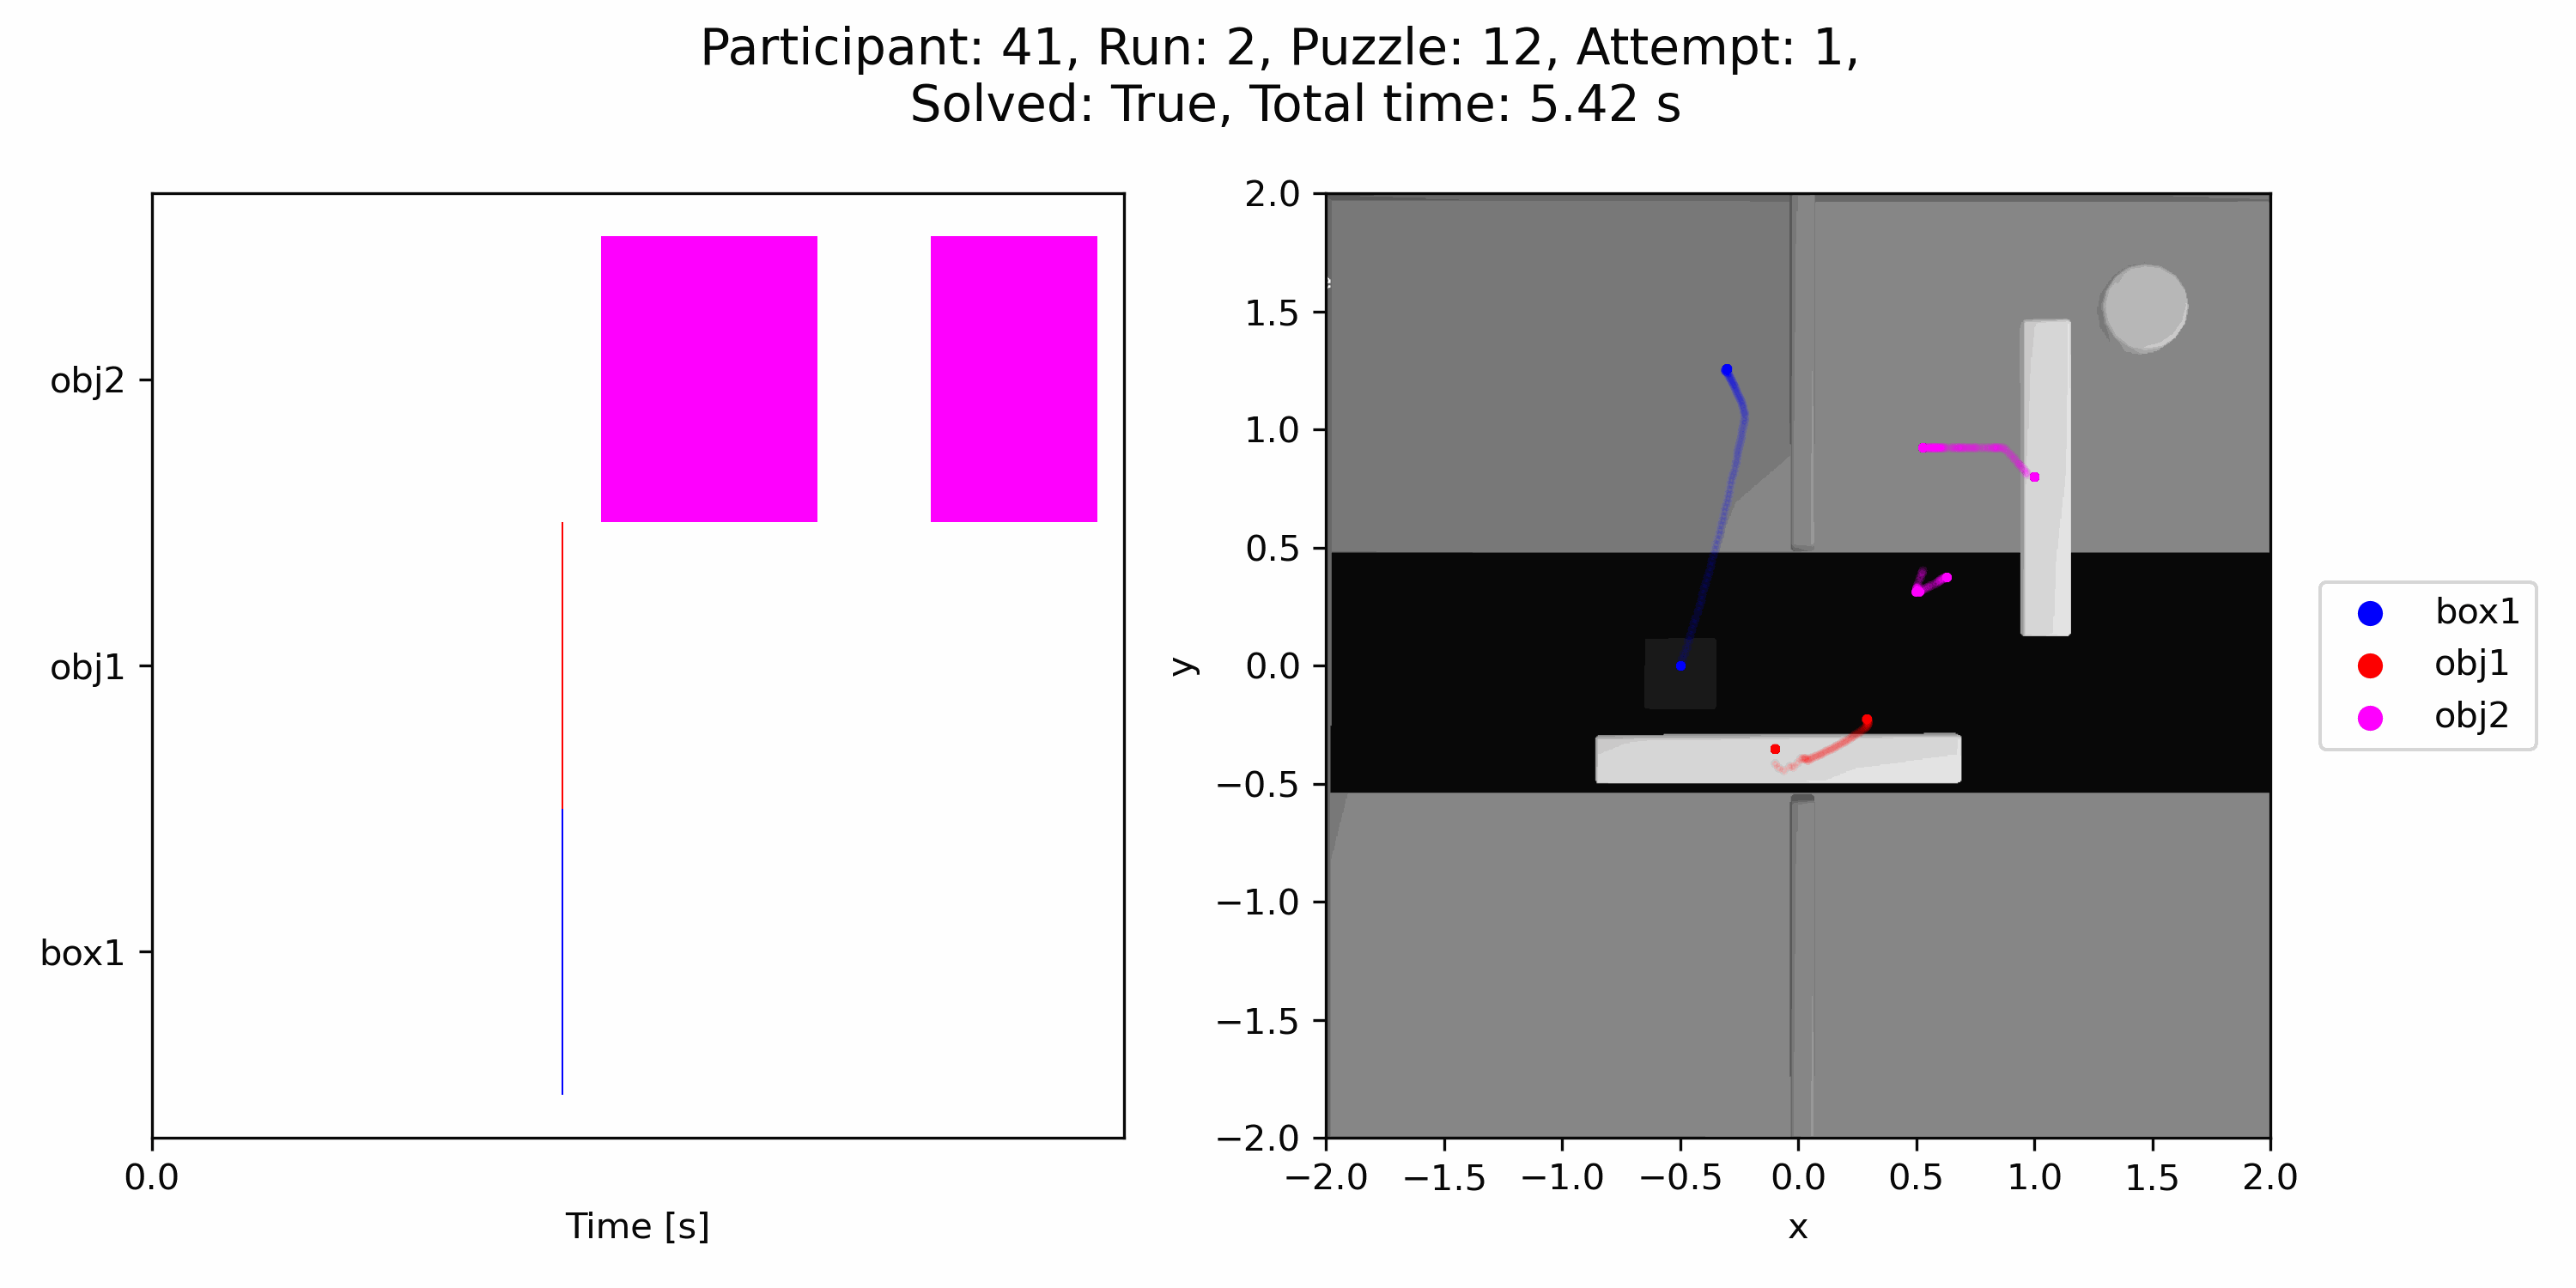 Participant: 41, Run: 2, Puzzle: 12, Attempt: 1,
Solved: True, Total time: 5.42 s
obj2
obj1
box1
0.0
Time [s]
2.0
1.5
1.0
0.5
0.0
−0.5
−1.0
−1.5
−2.0
y
−2.0 −1.5 −1.0 −0.5 0.0 0.5 1.0 1.5 2.0
x
box1
obj1
obj2